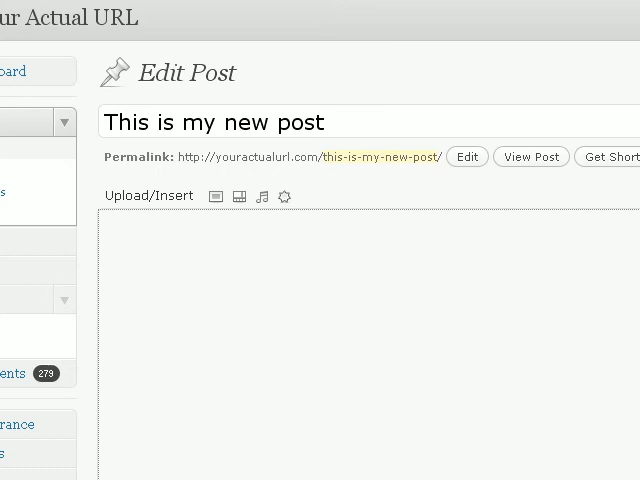 ur Actual URL
oard
Edit Post
This is my new post
Permalink: http://youractualurl.com/this-is-my-new-post/ Edit View Post Get Short
Upload/Insert
s
ents 279
rance
s